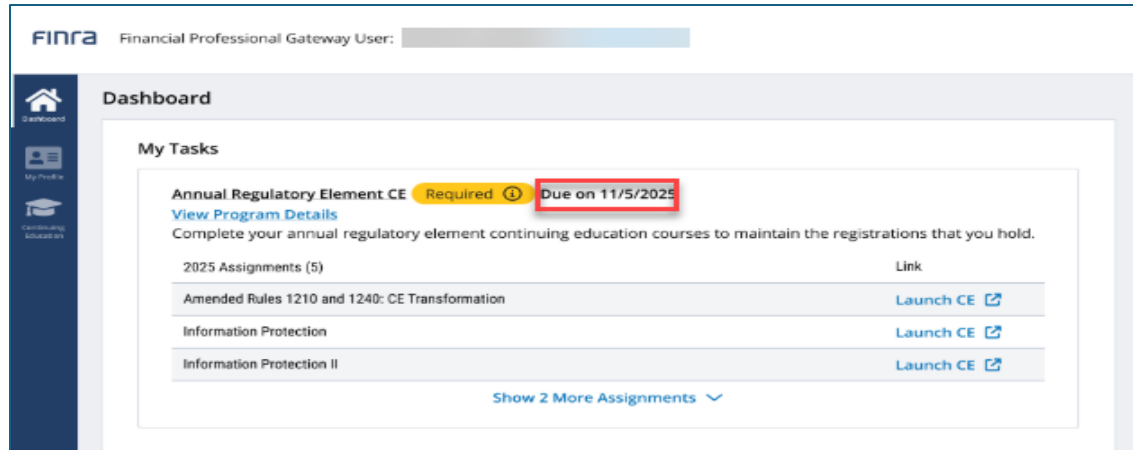 FINRA Financial Professional Gateway User:
Dashboard
Dashboard
My Profile
Continuing
Education
My Tasks
Annual Regulatory Element CE Required Due on 11/5/2025
View Program Details
Complete your annual regulatory element continuing education courses to maintain the registrations that you hold.
2025 Assignments (5) Link
Amended Rules 1210 and 1240: CE Transformation Launch CE
Information Protection Launch CE
Information Protection II Launch CE
Show 2 More Assignments